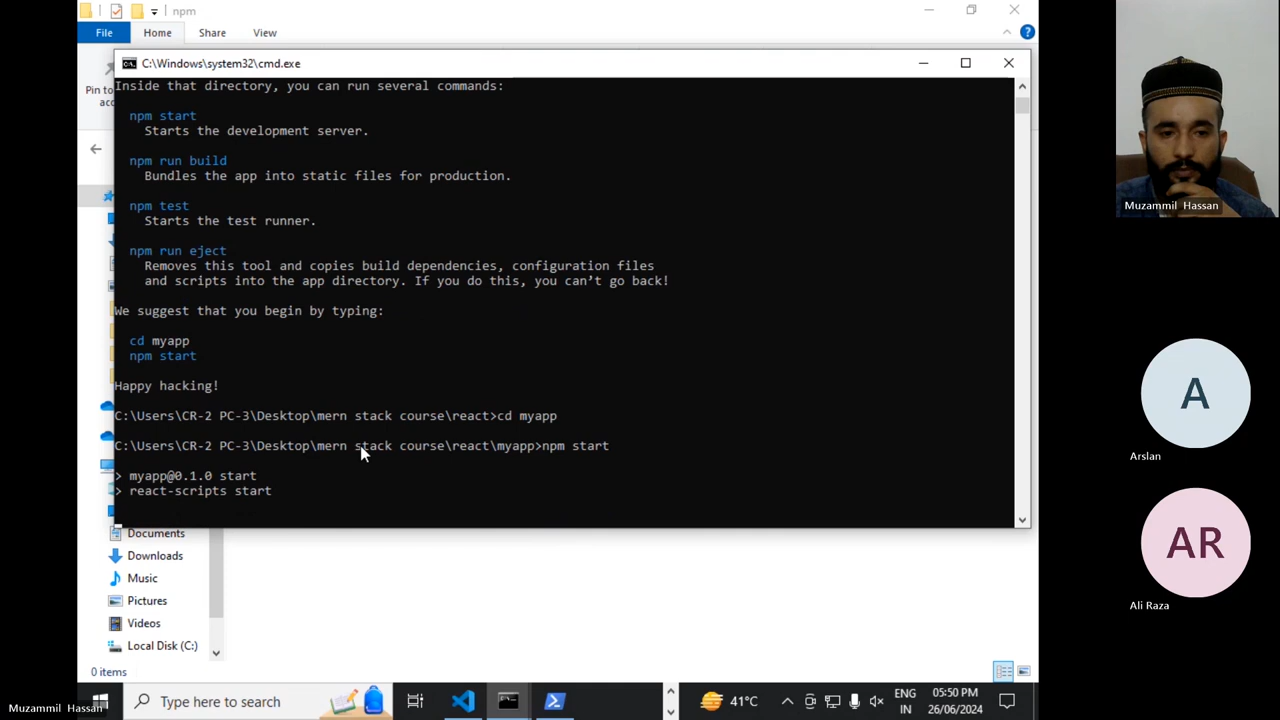 npm
File
Home
Share
View
C:\Windows\system32\cmd.exe
Pin to
Inside that directory, you can run several commands:
npm start
Starts the development server.
npm run build
Bundles the app into static files for production.
npm test
Starts the test runner.
npm run eject
Removes this tool and copies build dependencies, configuration files
and scripts into the app directory. If you do this, you can't go back!
We suggest that you begin by typing:
cd myapp
npm start
Happy hacking!
C:\Users\CR-2 PC-3\Desktop\mern stack course\react>cd myapp
C:\Users\CR-2 PC-3\Desktop\mern stack course\react\myapp>npm start
> myapp@0.1.0 start
> react-scripts start
Documents
Downloads
Music
Pictures
Videos
Local Disk (C:)
0 items
Type here to search
41°C
ENG
IN
05:50 PM
26/06/2024
Muzammil Hassan
Muzammil Hassan
A
Arslan
AR
Ali Raza